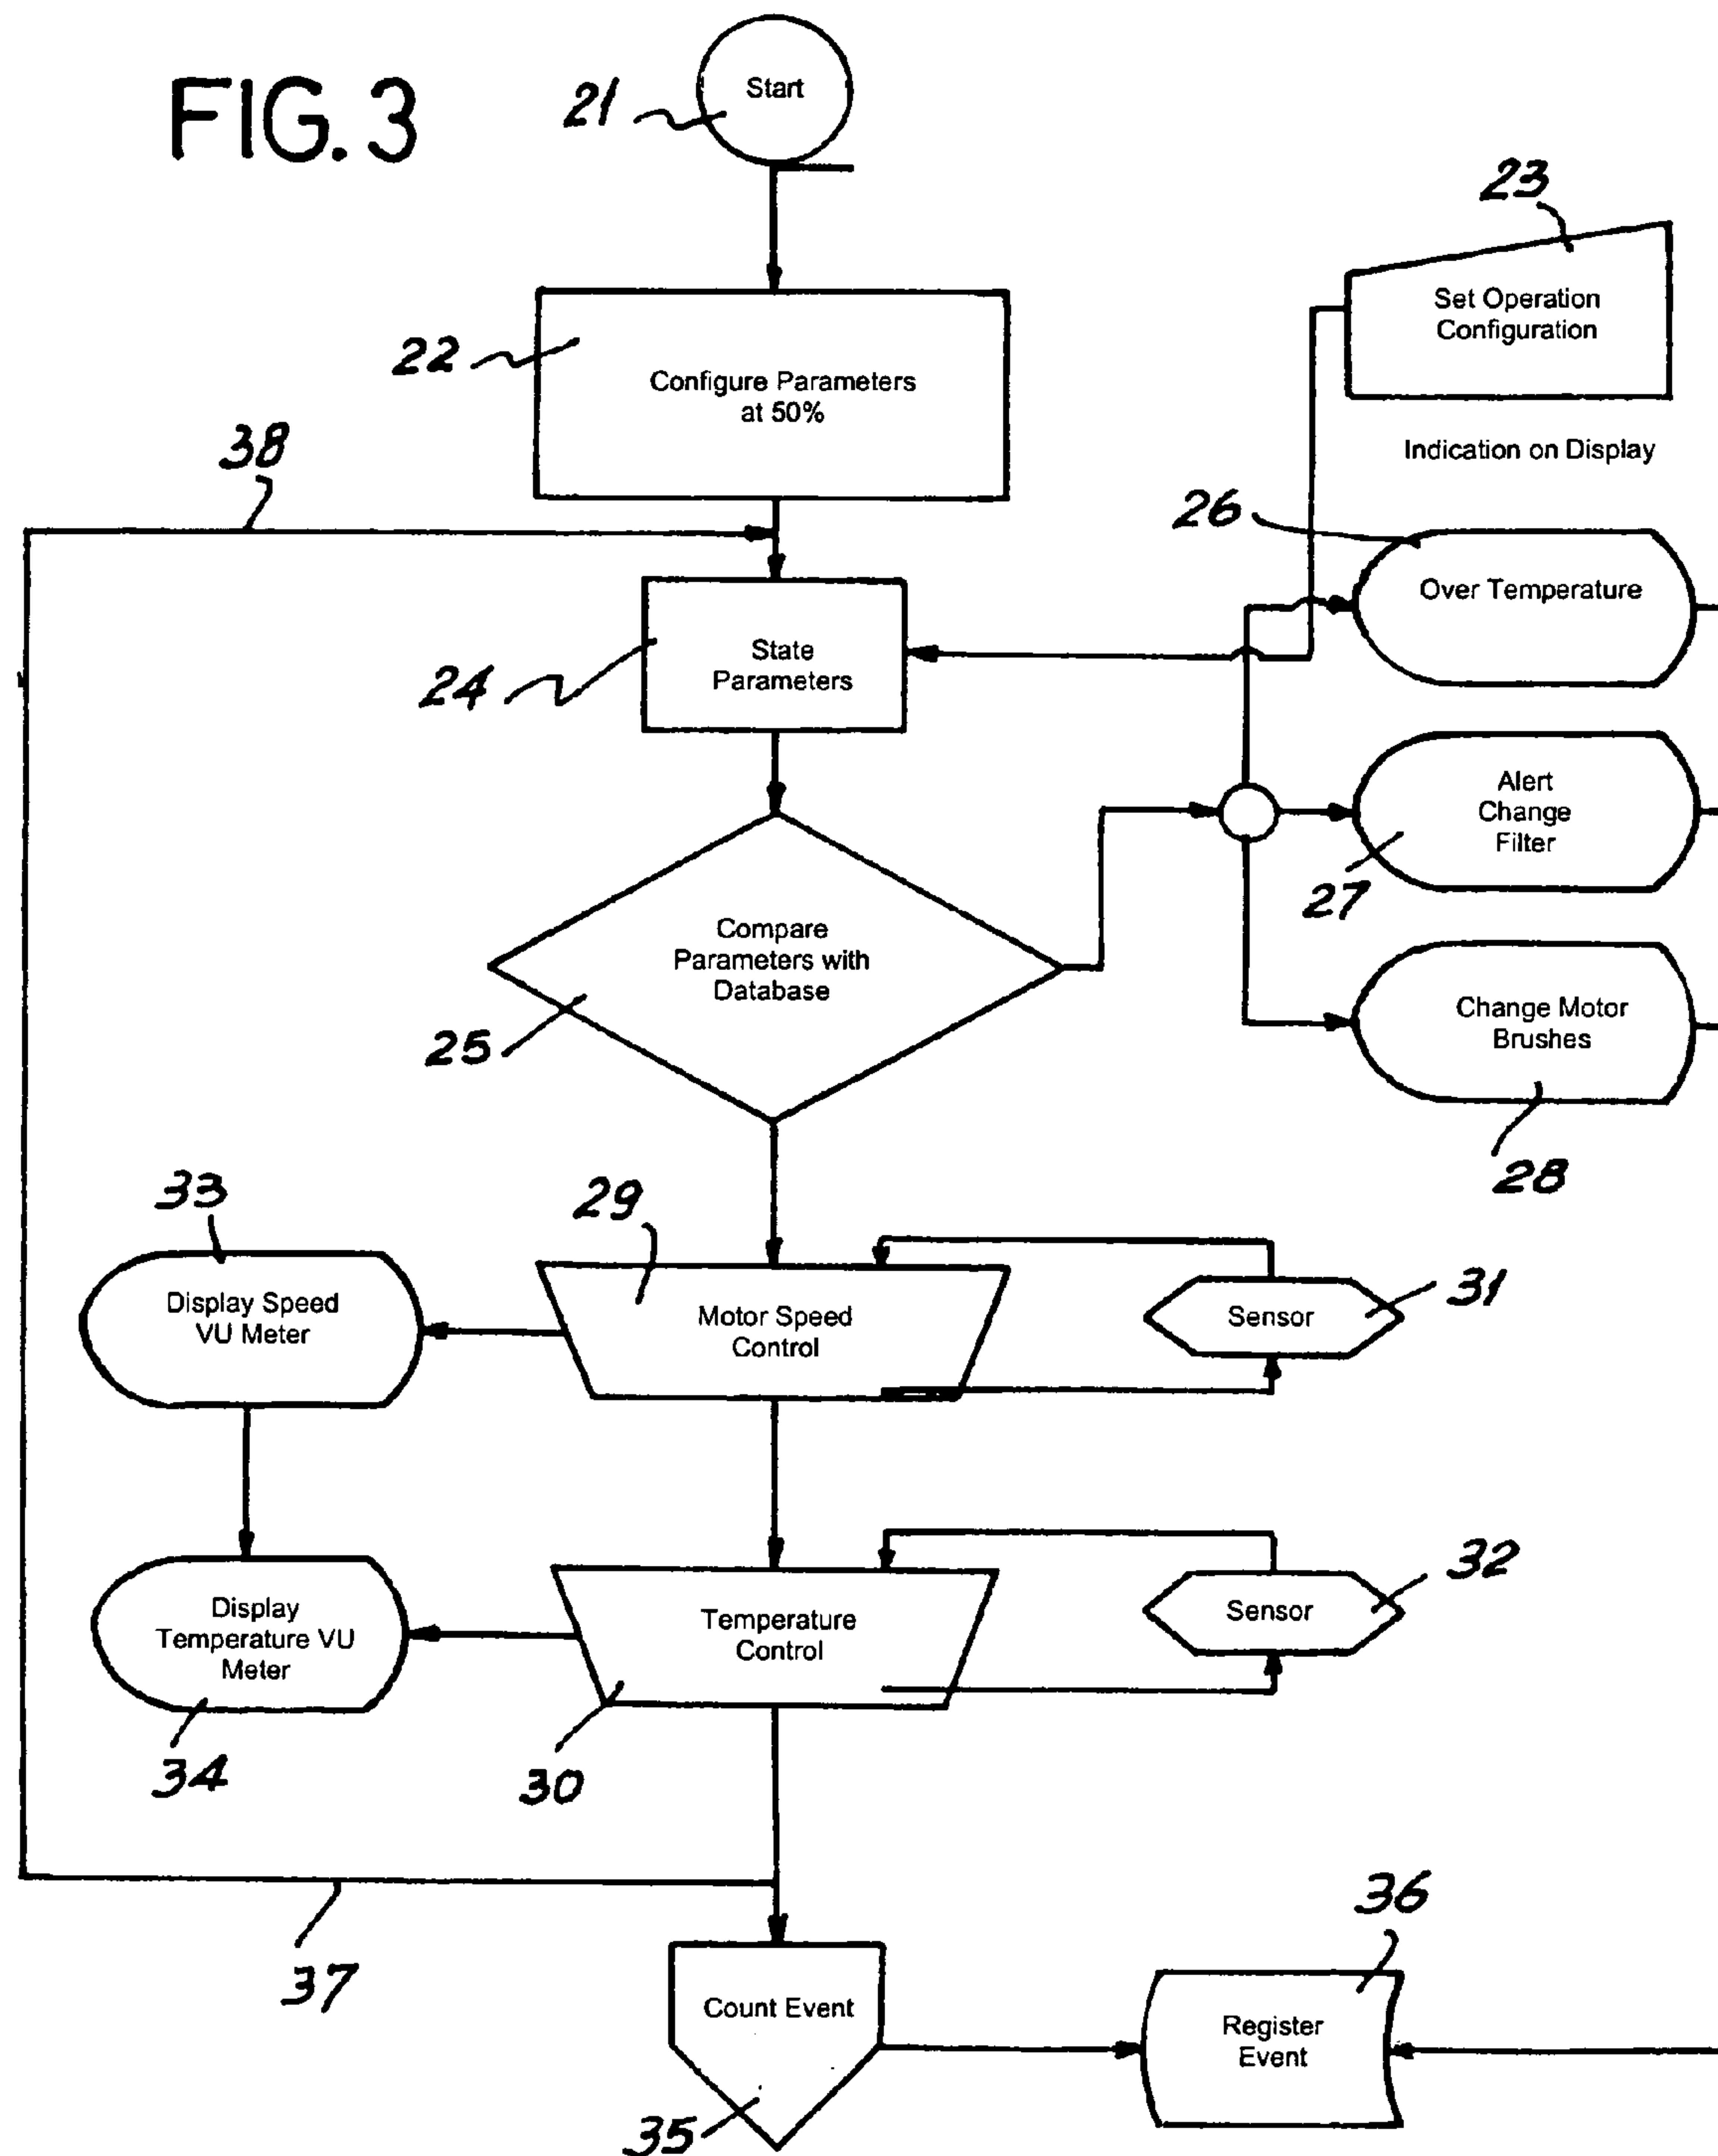 FIG. 3
21
Start
23
Set Operation
Configuration
22
Configure Parameters
at 50%
38
Indication on Display
26
Over Temperature
24
State
Parameters
Alert
Change
Filter
27
Compare
Parameters with
Database
25
Change Motor
Brushes
28
33
29
Display Speed
VU Meter
Motor Speed
Control
Sensor
31
32
Display
Temperature VU
Meter
Temperature
Control
Sensor
34
30
36
37
Count Event
Register
Event
35